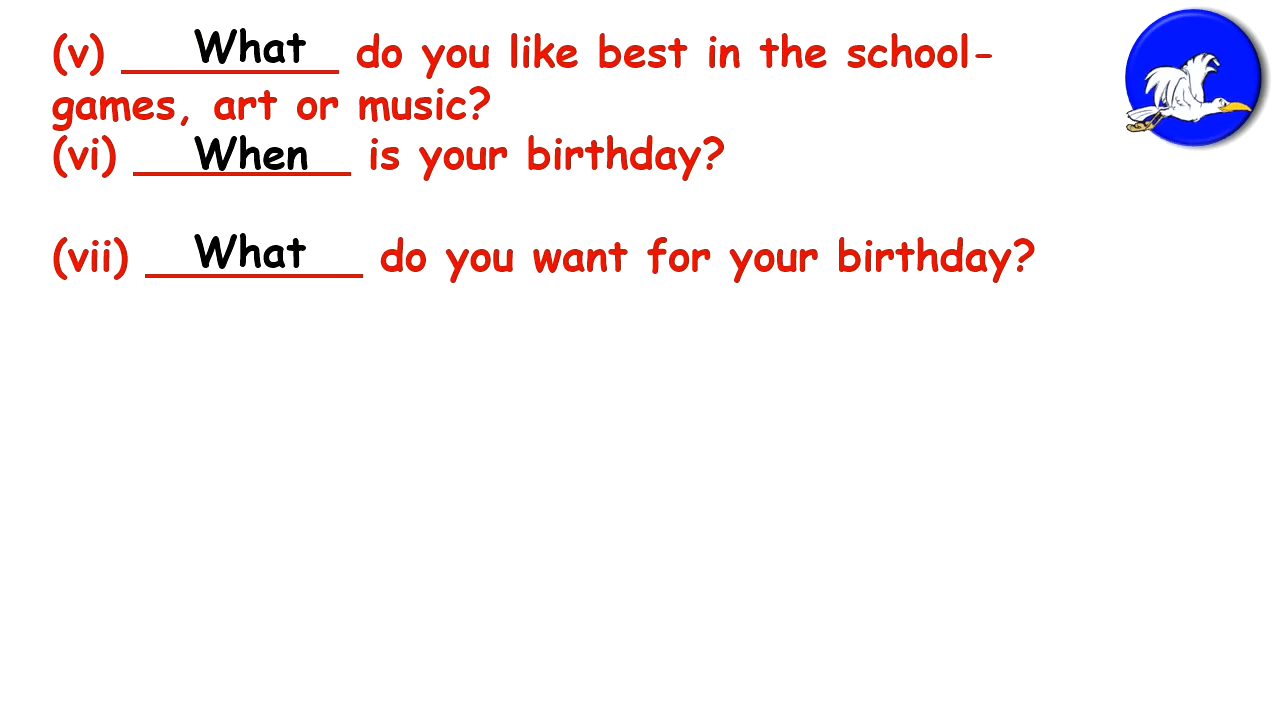 (v) What do you like best in the school-
games, art or music?
(vi) When is your birthday?
(vii) What do you want for your birthday?